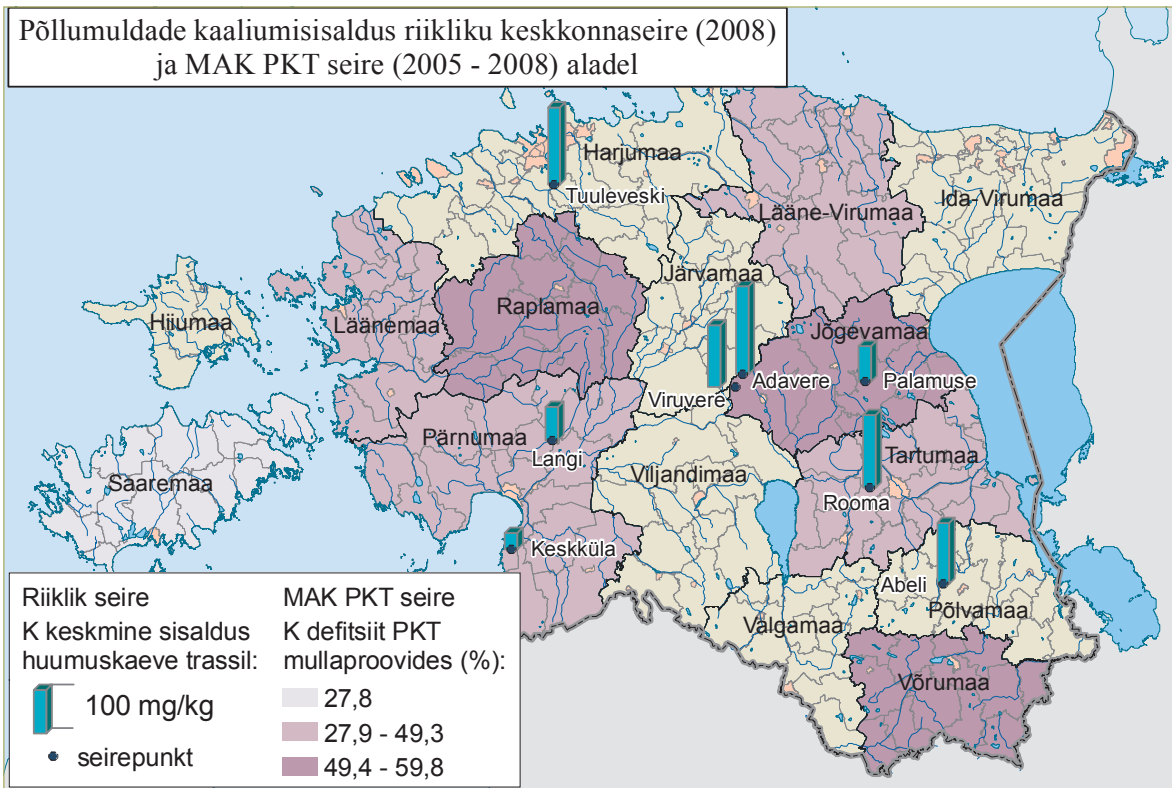 Põllumuldade kaaliumisisaldus riikliku keskkonnaseire (2008)
ja MAK PKT seire (2005 - 2008) aladel
Harjumaa
Tuuleveski
Lääne-Virumaa
Ida-Virumaa
Järvamaa
Raplamaa
Hiiumaa
Läänemaa
Jõgevamaa
Adavere
Palamuse
Viruvere
Pärnumaa
Langi
Viljandimaa
Tartumaa
Saaremaa
Rooma
Keskküla
Abeli
Põlvamaa
Valgamaa
Võrumaa
Riiklik seire
K keskmine sisaldus
huumuskaeve trassil:
100 mg/kg
seirepunkt
MAK PKT seire
K defitsiit PKT
mullaproovides (%):
27,8
27,9 - 49,3
49,4 - 59,8